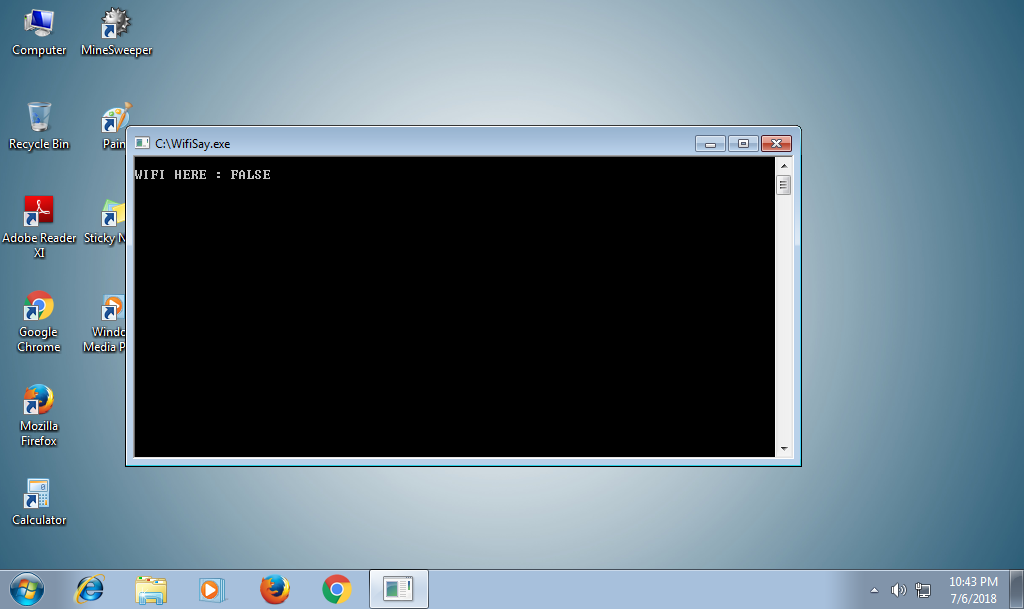 Computer
MineSweeper
Recycle Bin
Pain
Adobe Reader
XI
Sticky N
Google
Chrome
Windo
Media P
Mozilla
Firefox
Calculator
C:\WifiSay.exe
WIFI HERE : FALSE
10:43 PM
7/6/2018